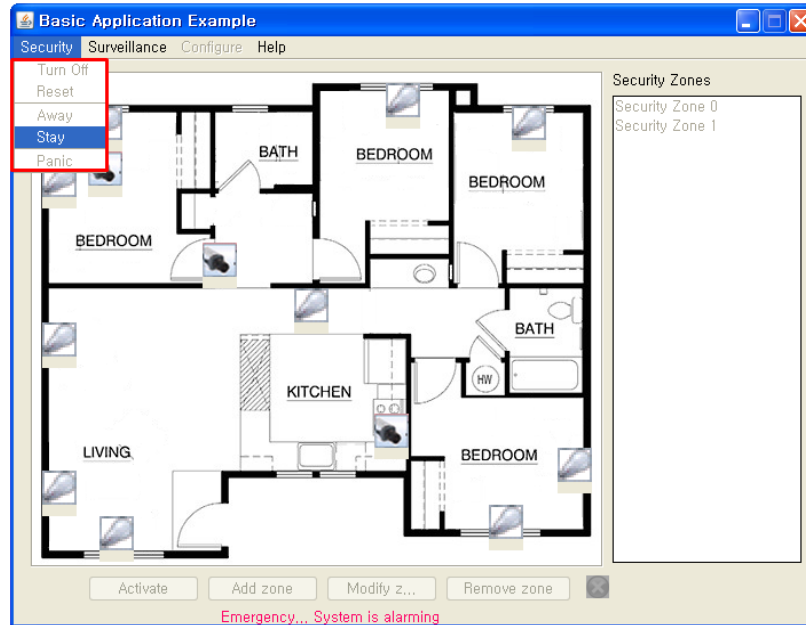 Basic Application Example
Security Surveillance Configure Help
Turn Off
Reset
Away
Stay
Panic
Security Zones
Security Zone 0
Security Zone 1
BATH
BEDROOM
BEDROOM
BEDROOM
BATH
HW
KITCHEN
LIVING
BEDROOM
Activate Add zone Modify z... Remove zone
Emergency... System is alarming